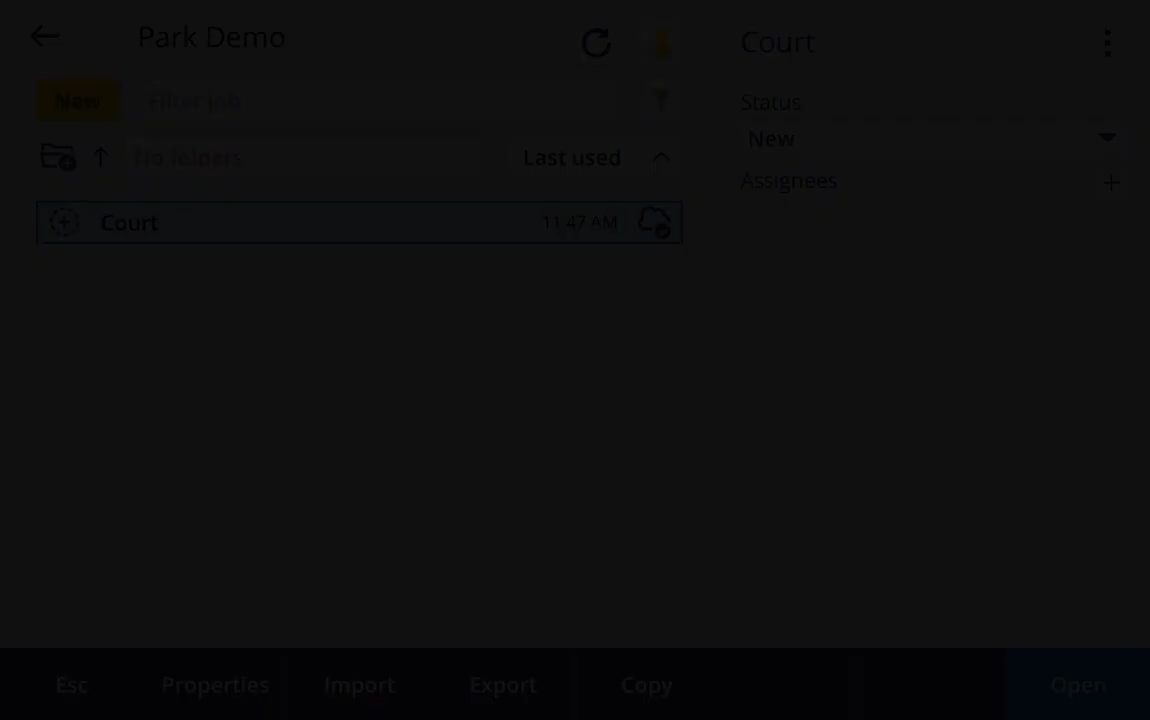 Park Demo
New
Filter job
No folders
Last used
Court
11:47 AM
Court
Status
New
Assignees
Esc
Properties
Import
Export
Copy
Open